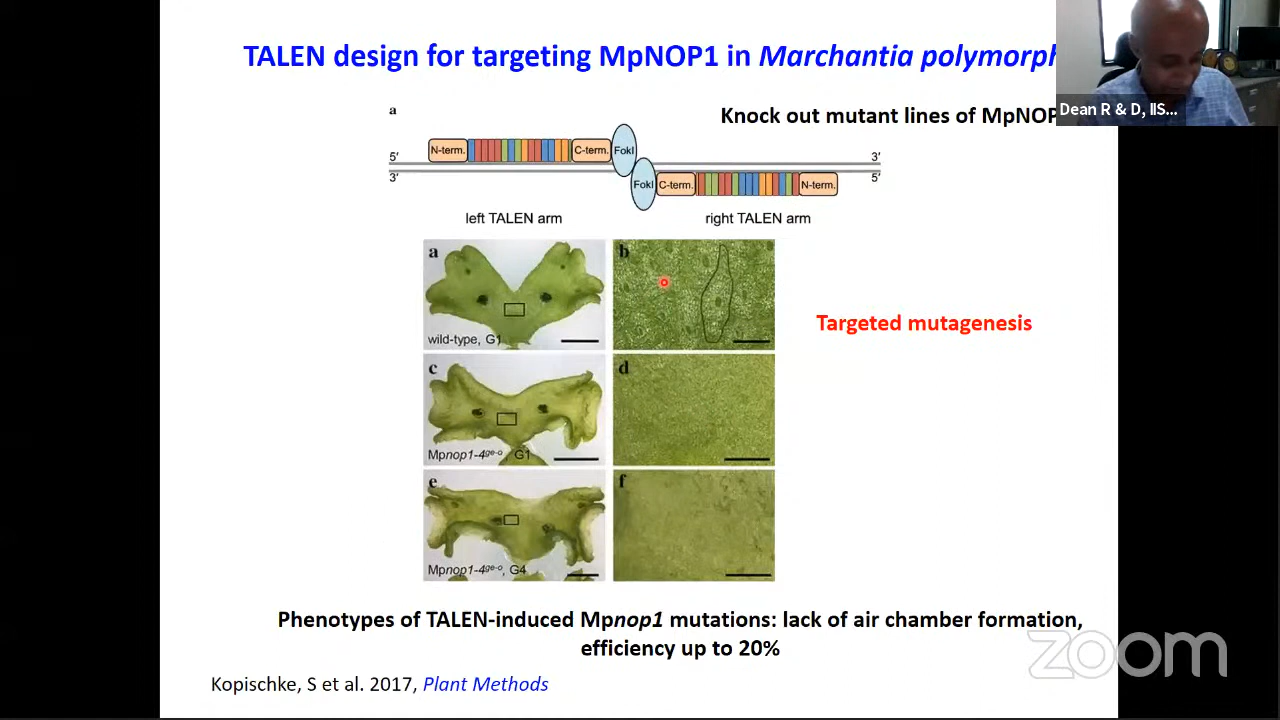 TALEN design for targeting MpNOP1 in Marchantia polymorph
a
Knock out mutant lines of MpNOP
Dean R & D, IIS...
5′
N-term.
C-term.
FokI
3′
3′
FokI
C-term.
N-term.
5′
left TALEN arm
right TALEN arm
a
wild-type, G1
b
c
Mpnop1-4ge-o, G1
d
e
Mpnop1-4ge-o, G4
f
Targeted mutagenesis
Phenotypes of TALEN-induced Mpnop1 mutations: lack of air chamber formation,
efficiency up to 20%
zoom
Kopischke, S et al. 2017, Plant Methods